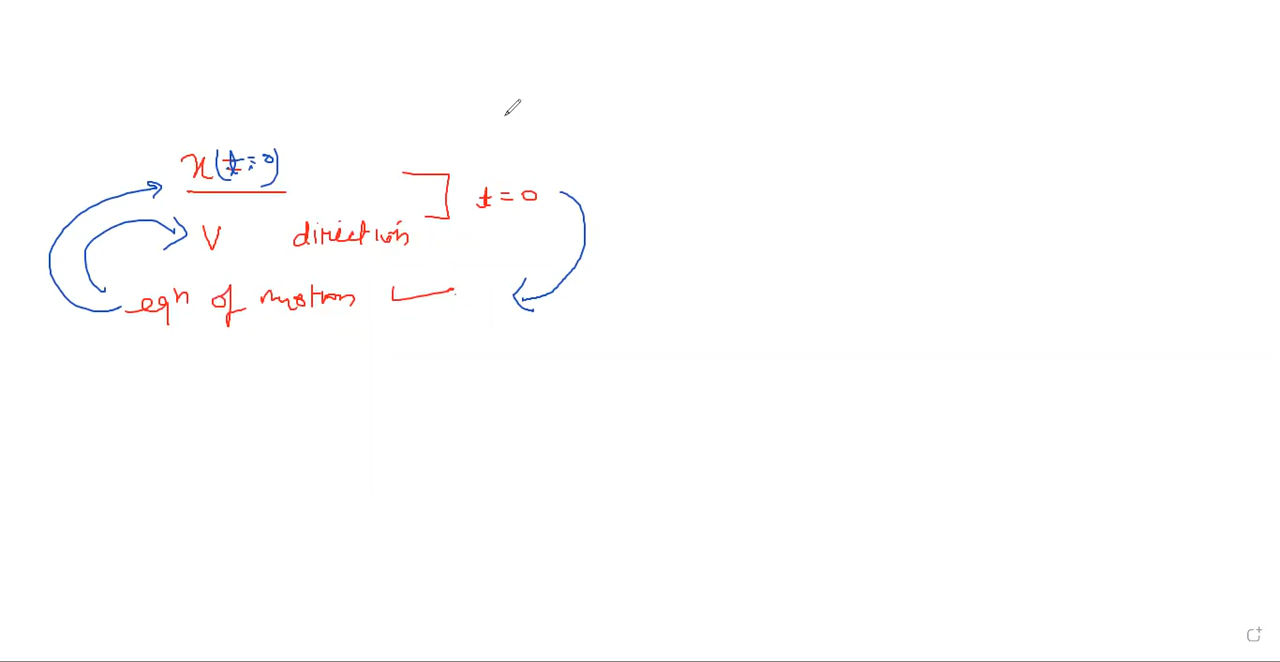 x(t=0)
t = 0
V direction
eqn of motion